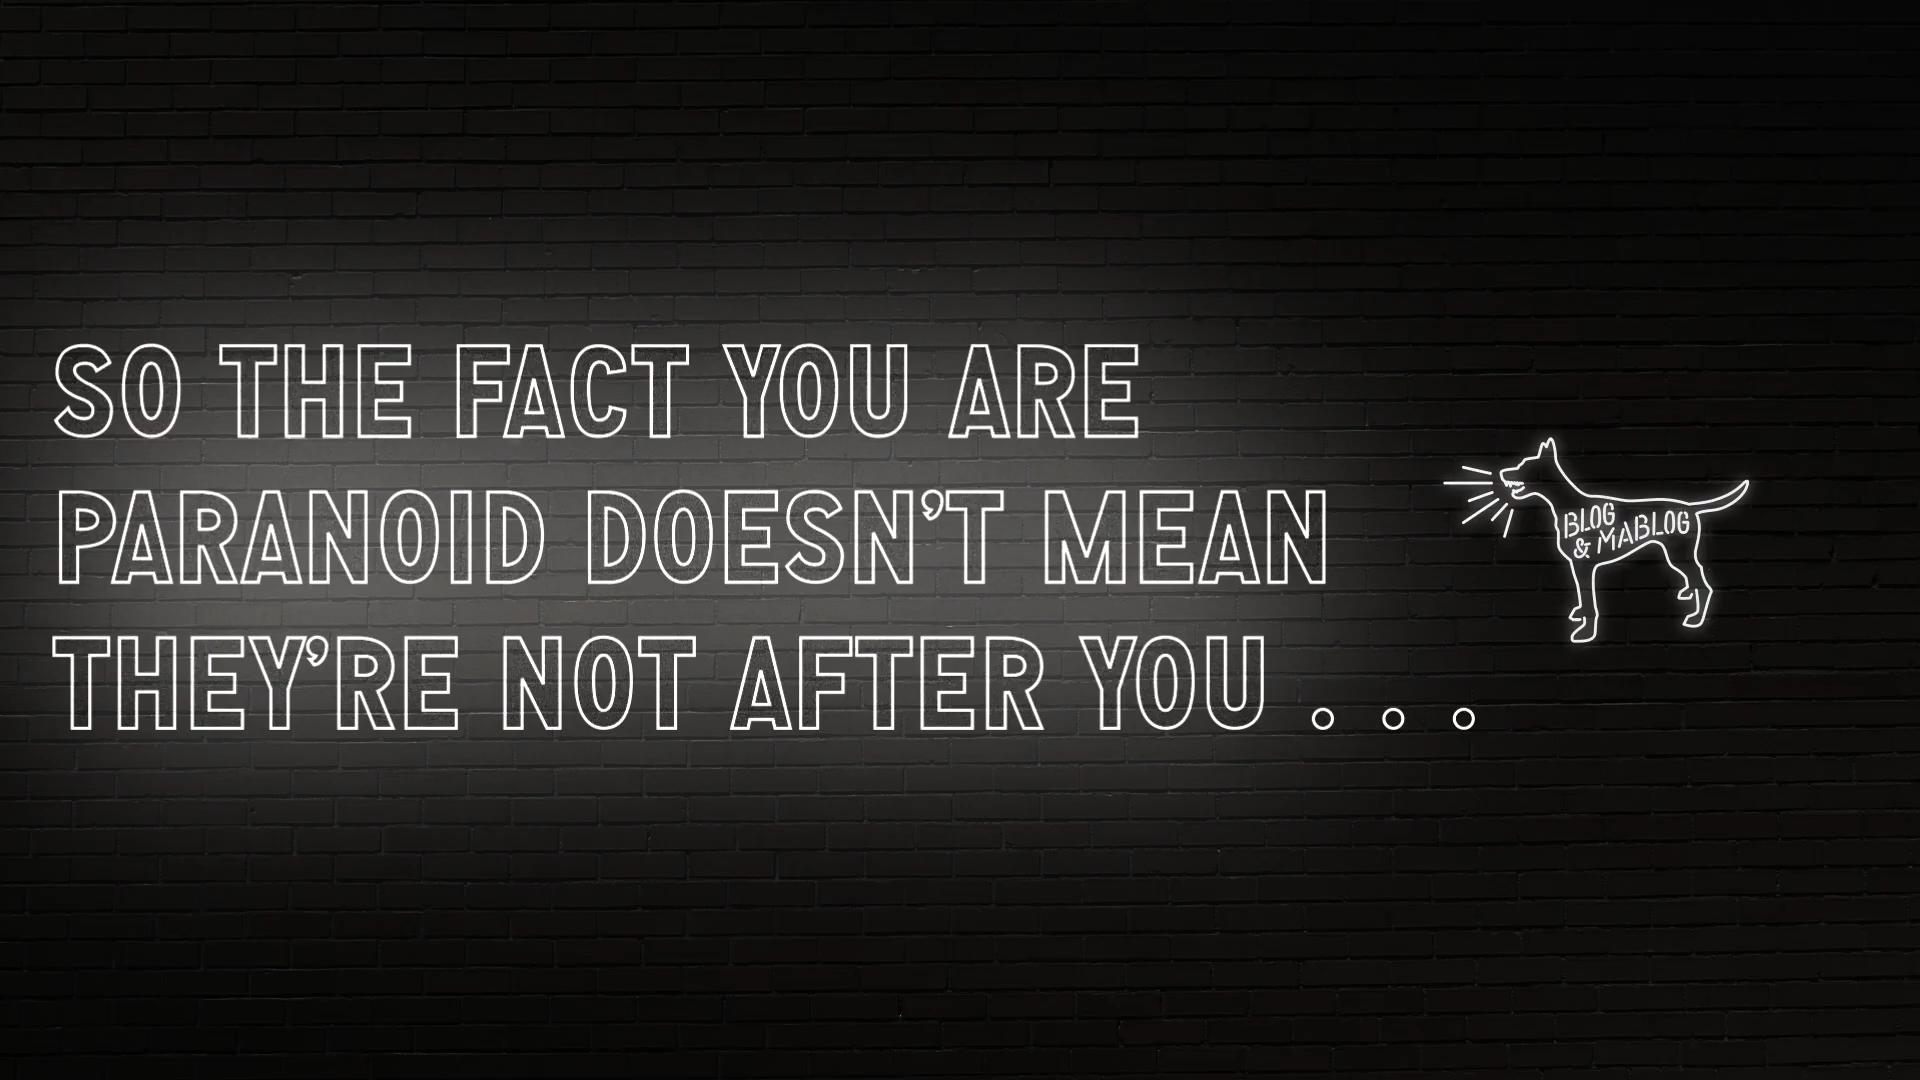 SO THE FACT YOU ARE
PARANOID DOESN'T MEAN
THEY'RE NOT AFTER YOU . . .
BLOG
& MABLOG